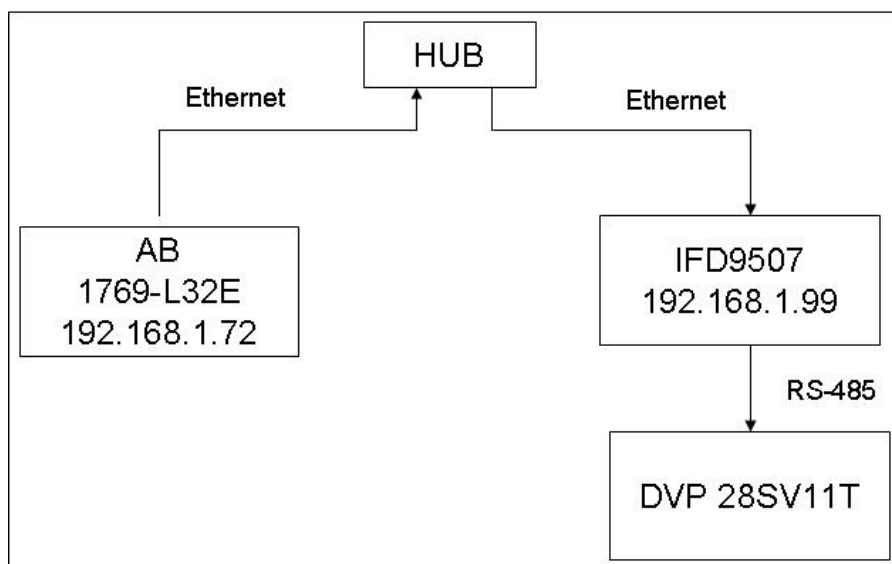 HUB
Ethernet
Ethernet
AB
1769-L32E
192.168.1.72
IFD9507
192.168.1.99
RS-485
DVP 28SV11T